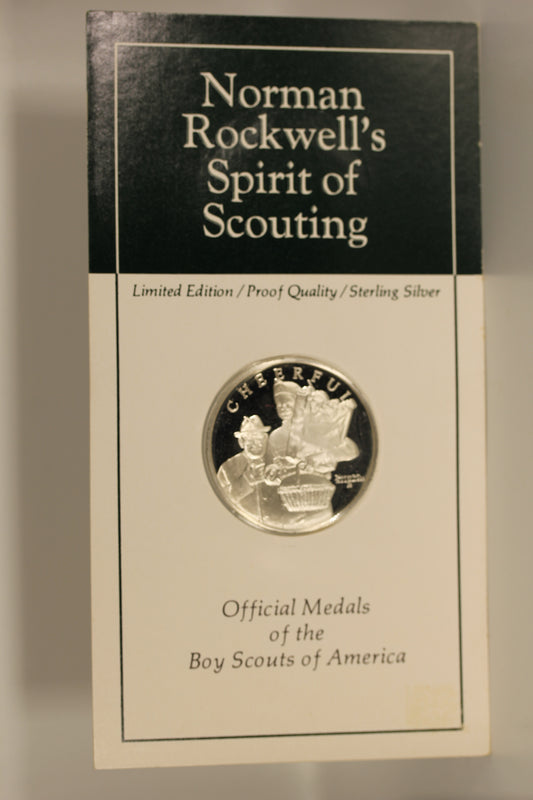 Norman
Rockwell's
Spirit of
Scouting
Limited Edition / Proof Quality / Sterling Silver
CHEERFUL
Official Medals
of the
Boy Scouts of America